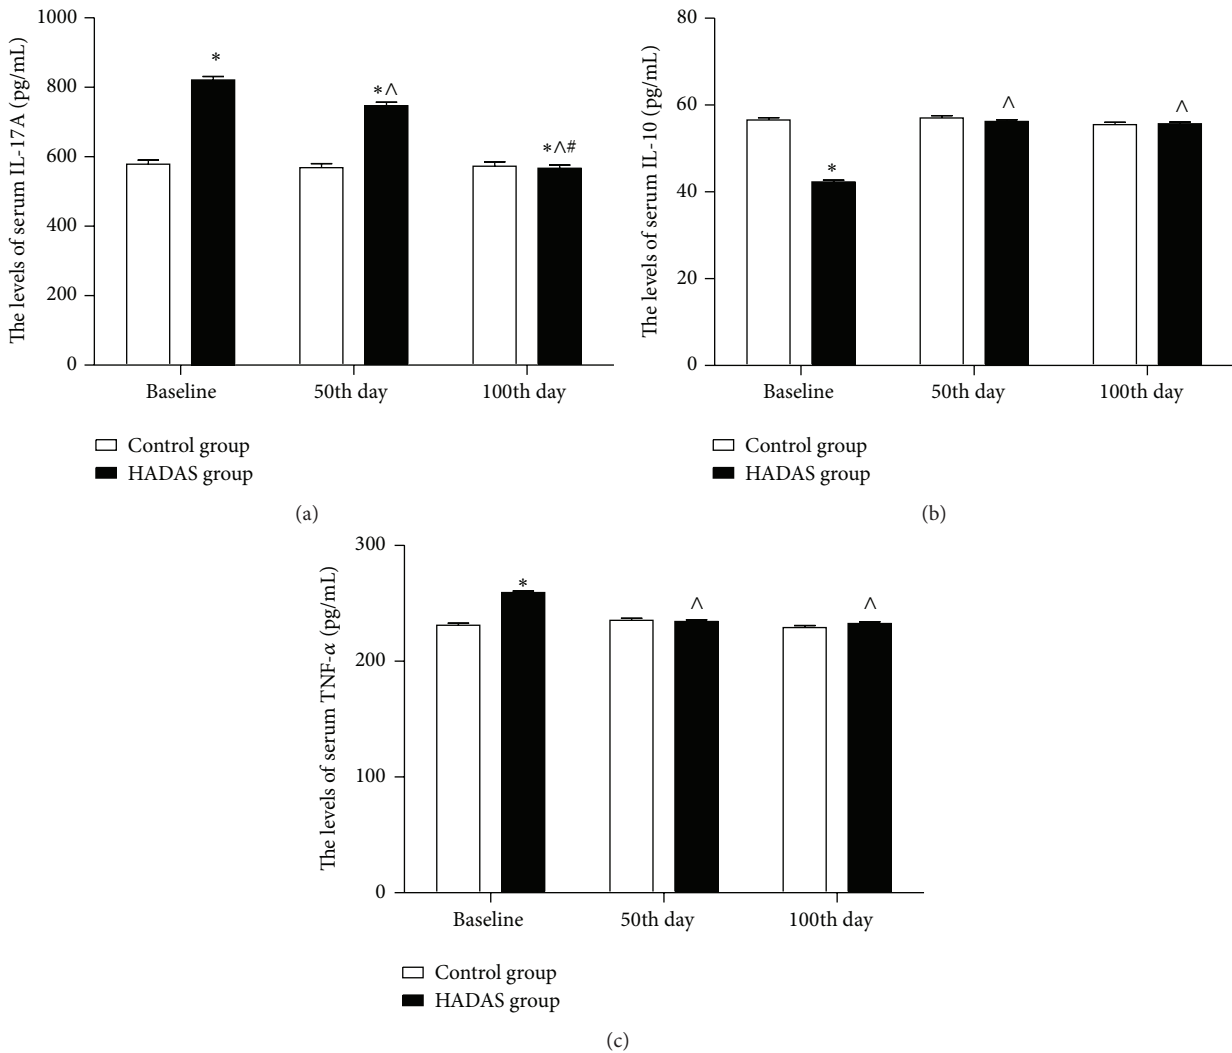 The levels of serum IL-17A (pg/mL)
1000
800
600
400
200
0
*
*^
*^#
Baseline
50th day
100th day
Control group
HADAS group
(a)
The levels of serum IL-10 (pg/mL)
80
60
40
20
0
*
^
^
Baseline
50th day
100th day
Control group
HADAS group
(b)
The levels of serum TNF-α (pg/mL)
300
200
100
0
*
^
^
Baseline
50th day
100th day
Control group
HADAS group
(c)